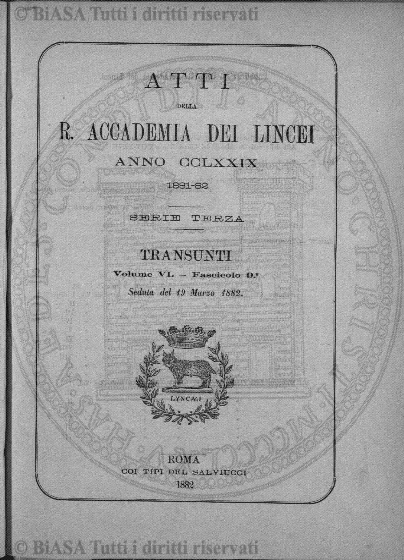 © BiASA Tutti i diritti riservati
ATTI
DELLA
R. ACCADEMIA DEI LINCEI
ANNO CCLXXIX
1881-82
SERIE TERZA
TRANSUNTI
Volume VI. – Fascicolo 9.º
Seduta del 19 Marzo 1882.
LYNCAEI
ROMA
COI TIPI DEL SALVIUCCI
1882
© BiASA Tutti i diritti riservati